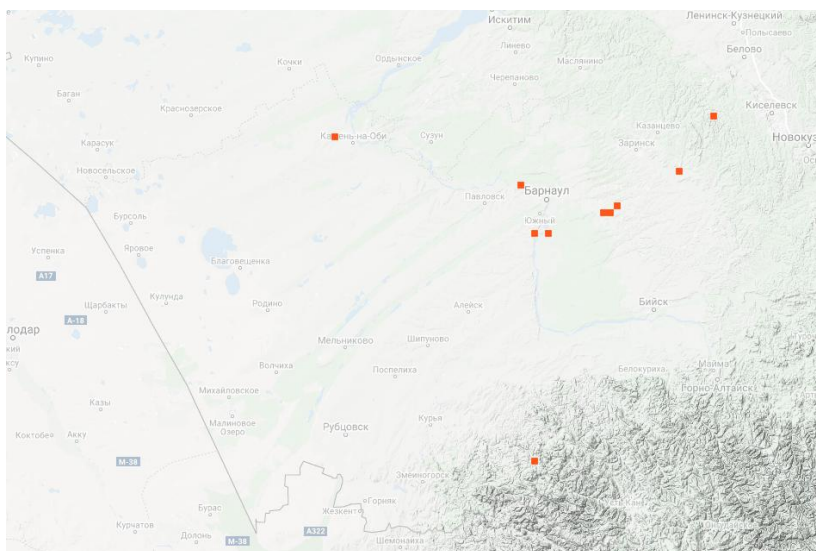 Ленинск-Кузнецкий
Искитим
Полысаево
Линево
Белово
Купино
Кочки
Ордынское
Маслянино
Черепаново
Баган
Краснозерское
Киселевск
Казанцево
Камень-на-Оби
Сузун
Новокуз
Карасук
Заринск
Новосельское
Барнаул
Павловск
Бурсоль
Южный
Успенка
Яровое
Благовещенка
A17
Кулунда
Щарбакты
Родино
Алейск
Бийск
A-18
лодар
Мельниково
Шипуново
кий
ксу
Волчиха
Поспелиха
Белокуриха
Майма
Горно-Алтайск
Михайловское
Казы
Малиновое
Озеро
Курья
Рубцовск
Коктобе
Акку
M-38
Змеиногорск
Бурас
Горняк
Жезкент
Курчатов
A322
Долонь
M-38
Шемонаиха